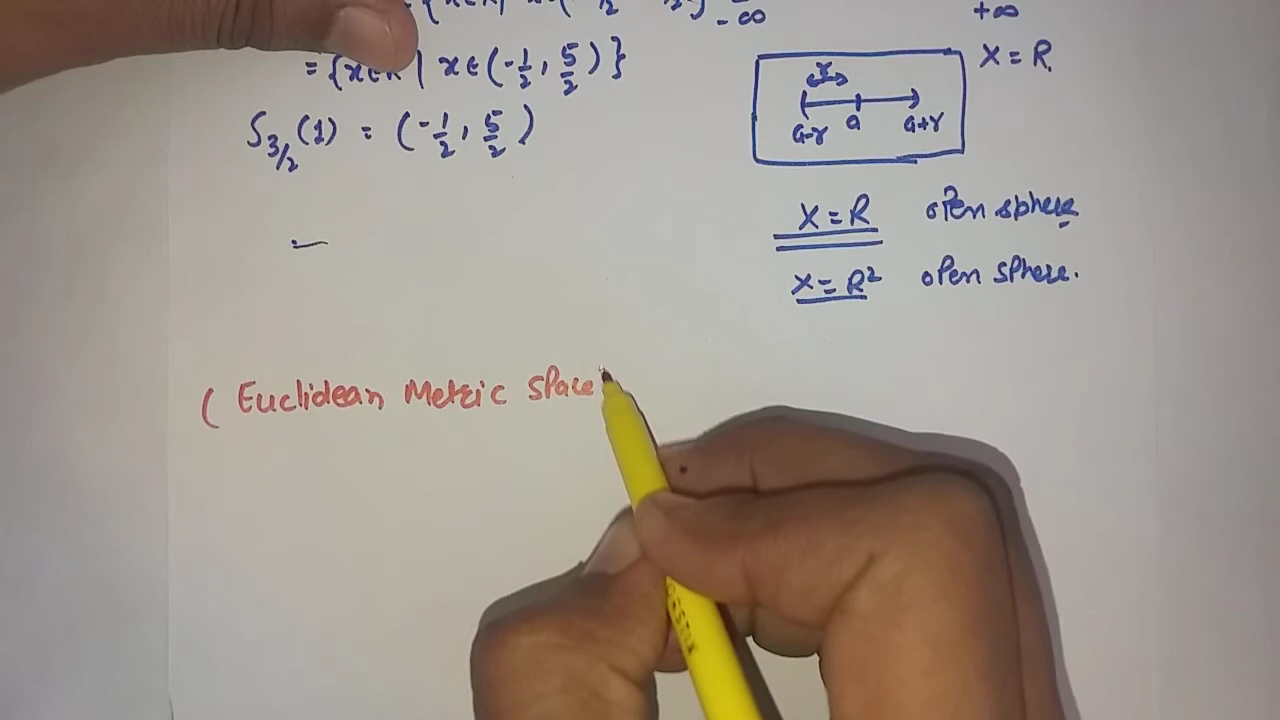 - ∞
+∞
= {x∈R | x ∈ (-1/2, 5/2)}
X = R
S3/2(1) = (-1/2, 5/2)
r
a-r a a+r
X = R open sphere
X = R² open sphere.
( Euclidean Metric space